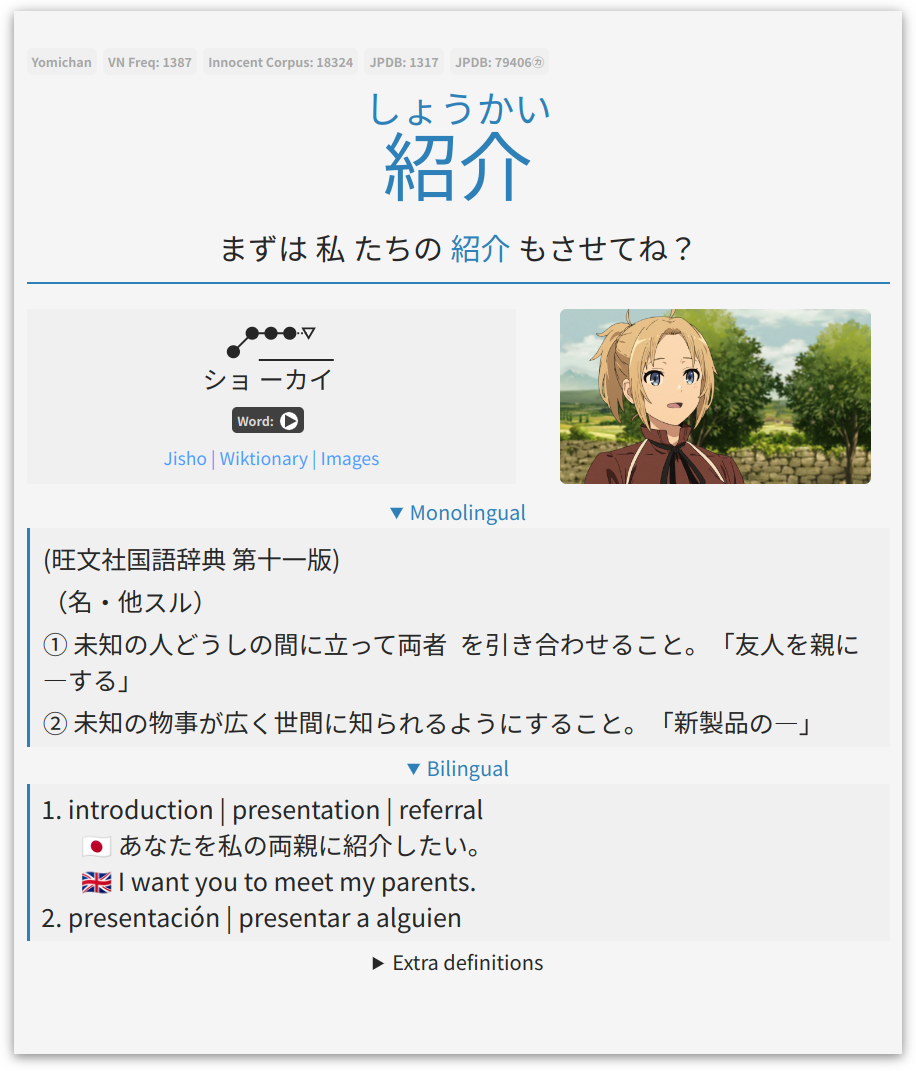 Yomichan VN Freq: 1387 Innocent Corpus: 18324 JPDB: 1317 JPDB: 79406㋕
しょうかい
紹介
まずは 私 たちの 紹介 もさせてね？
ショーカイ
Word:
Jisho | Wiktionary | Images
▼ Monolingual
(旺文社国語辞典 第十一版)
（名・他スル）
① 未知の人どうしの間に立って両者 を引き合わせること。「友人を親に
―する」
② 未知の物事が広く世間に知られるようにすること。「新製品の―」
▼ Bilingual
1. introduction | presentation | referral
🇯🇵 あなたを私の両親に紹介したい。
🇬🇧 I want you to meet my parents.
2. presentación | presentar a alguien
▶ Extra definitions